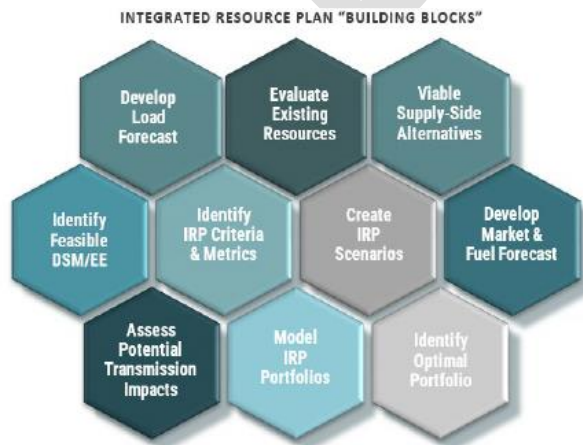 INTEGRATED RESOURCE PLAN “BUILDING BLOCKS”
Develop
Load
Forecast
Evaluate
Existing
Resources
Viable
Supply-Side
Alternatives
Identify
Feasible
DSM/EE
Identify
IRP Criteria
& Metrics
Create
IRP
Scenarios
Develop
Market &
Fuel Forecast
Assess
Potential
Transmission
Impacts
Model
IRP
Portfolios
Identify
Optimal
Portfolio